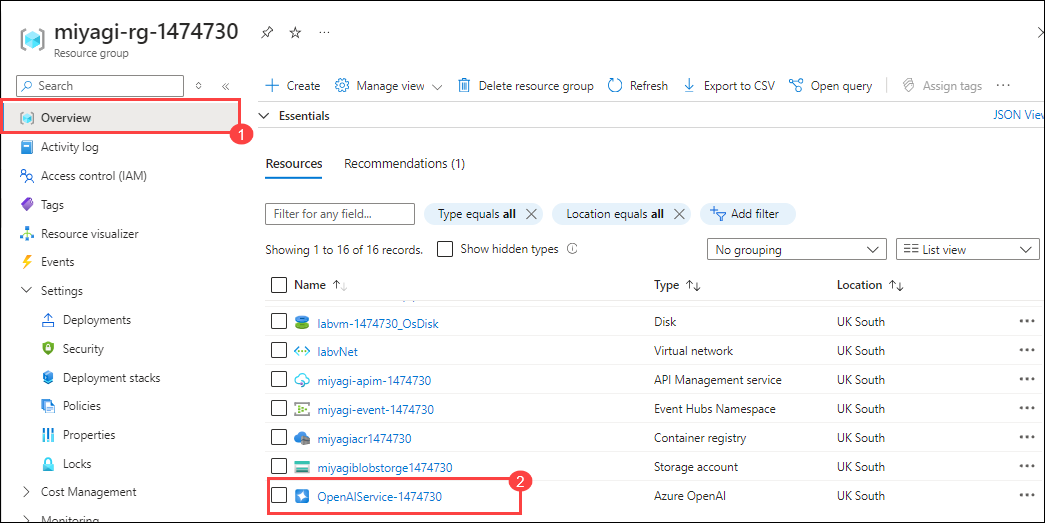 miyagi-rg-1474730
Resource group
Search
Create Manage view Delete resource group Refresh Export to CSV Open query Assign tags
Overview
1
Essentials
JSON View
Activity log
Access control (IAM)
Tags
Resource visualizer
Events
Settings
Deployments
Security
Deployment stacks
Policies
Properties
Locks
Cost Management
Monitoring
Resources Recommendations (1)
Filter for any field... Type equals all Location equals all Add filter
Showing 1 to 16 of 16 records. Show hidden types No grouping List view
Name Type Location
labvm-1474730_OsDisk Disk UK South
labvNet Virtual network UK South
miyagi-apim-1474730 API Management service UK South
miyagi-event-1474730 Event Hubs Namespace UK South
miyagiacr1474730 Container registry UK South
miyagiblobstorge1474730 Storage account UK South
2
OpenAIService-1474730 Azure OpenAI UK South